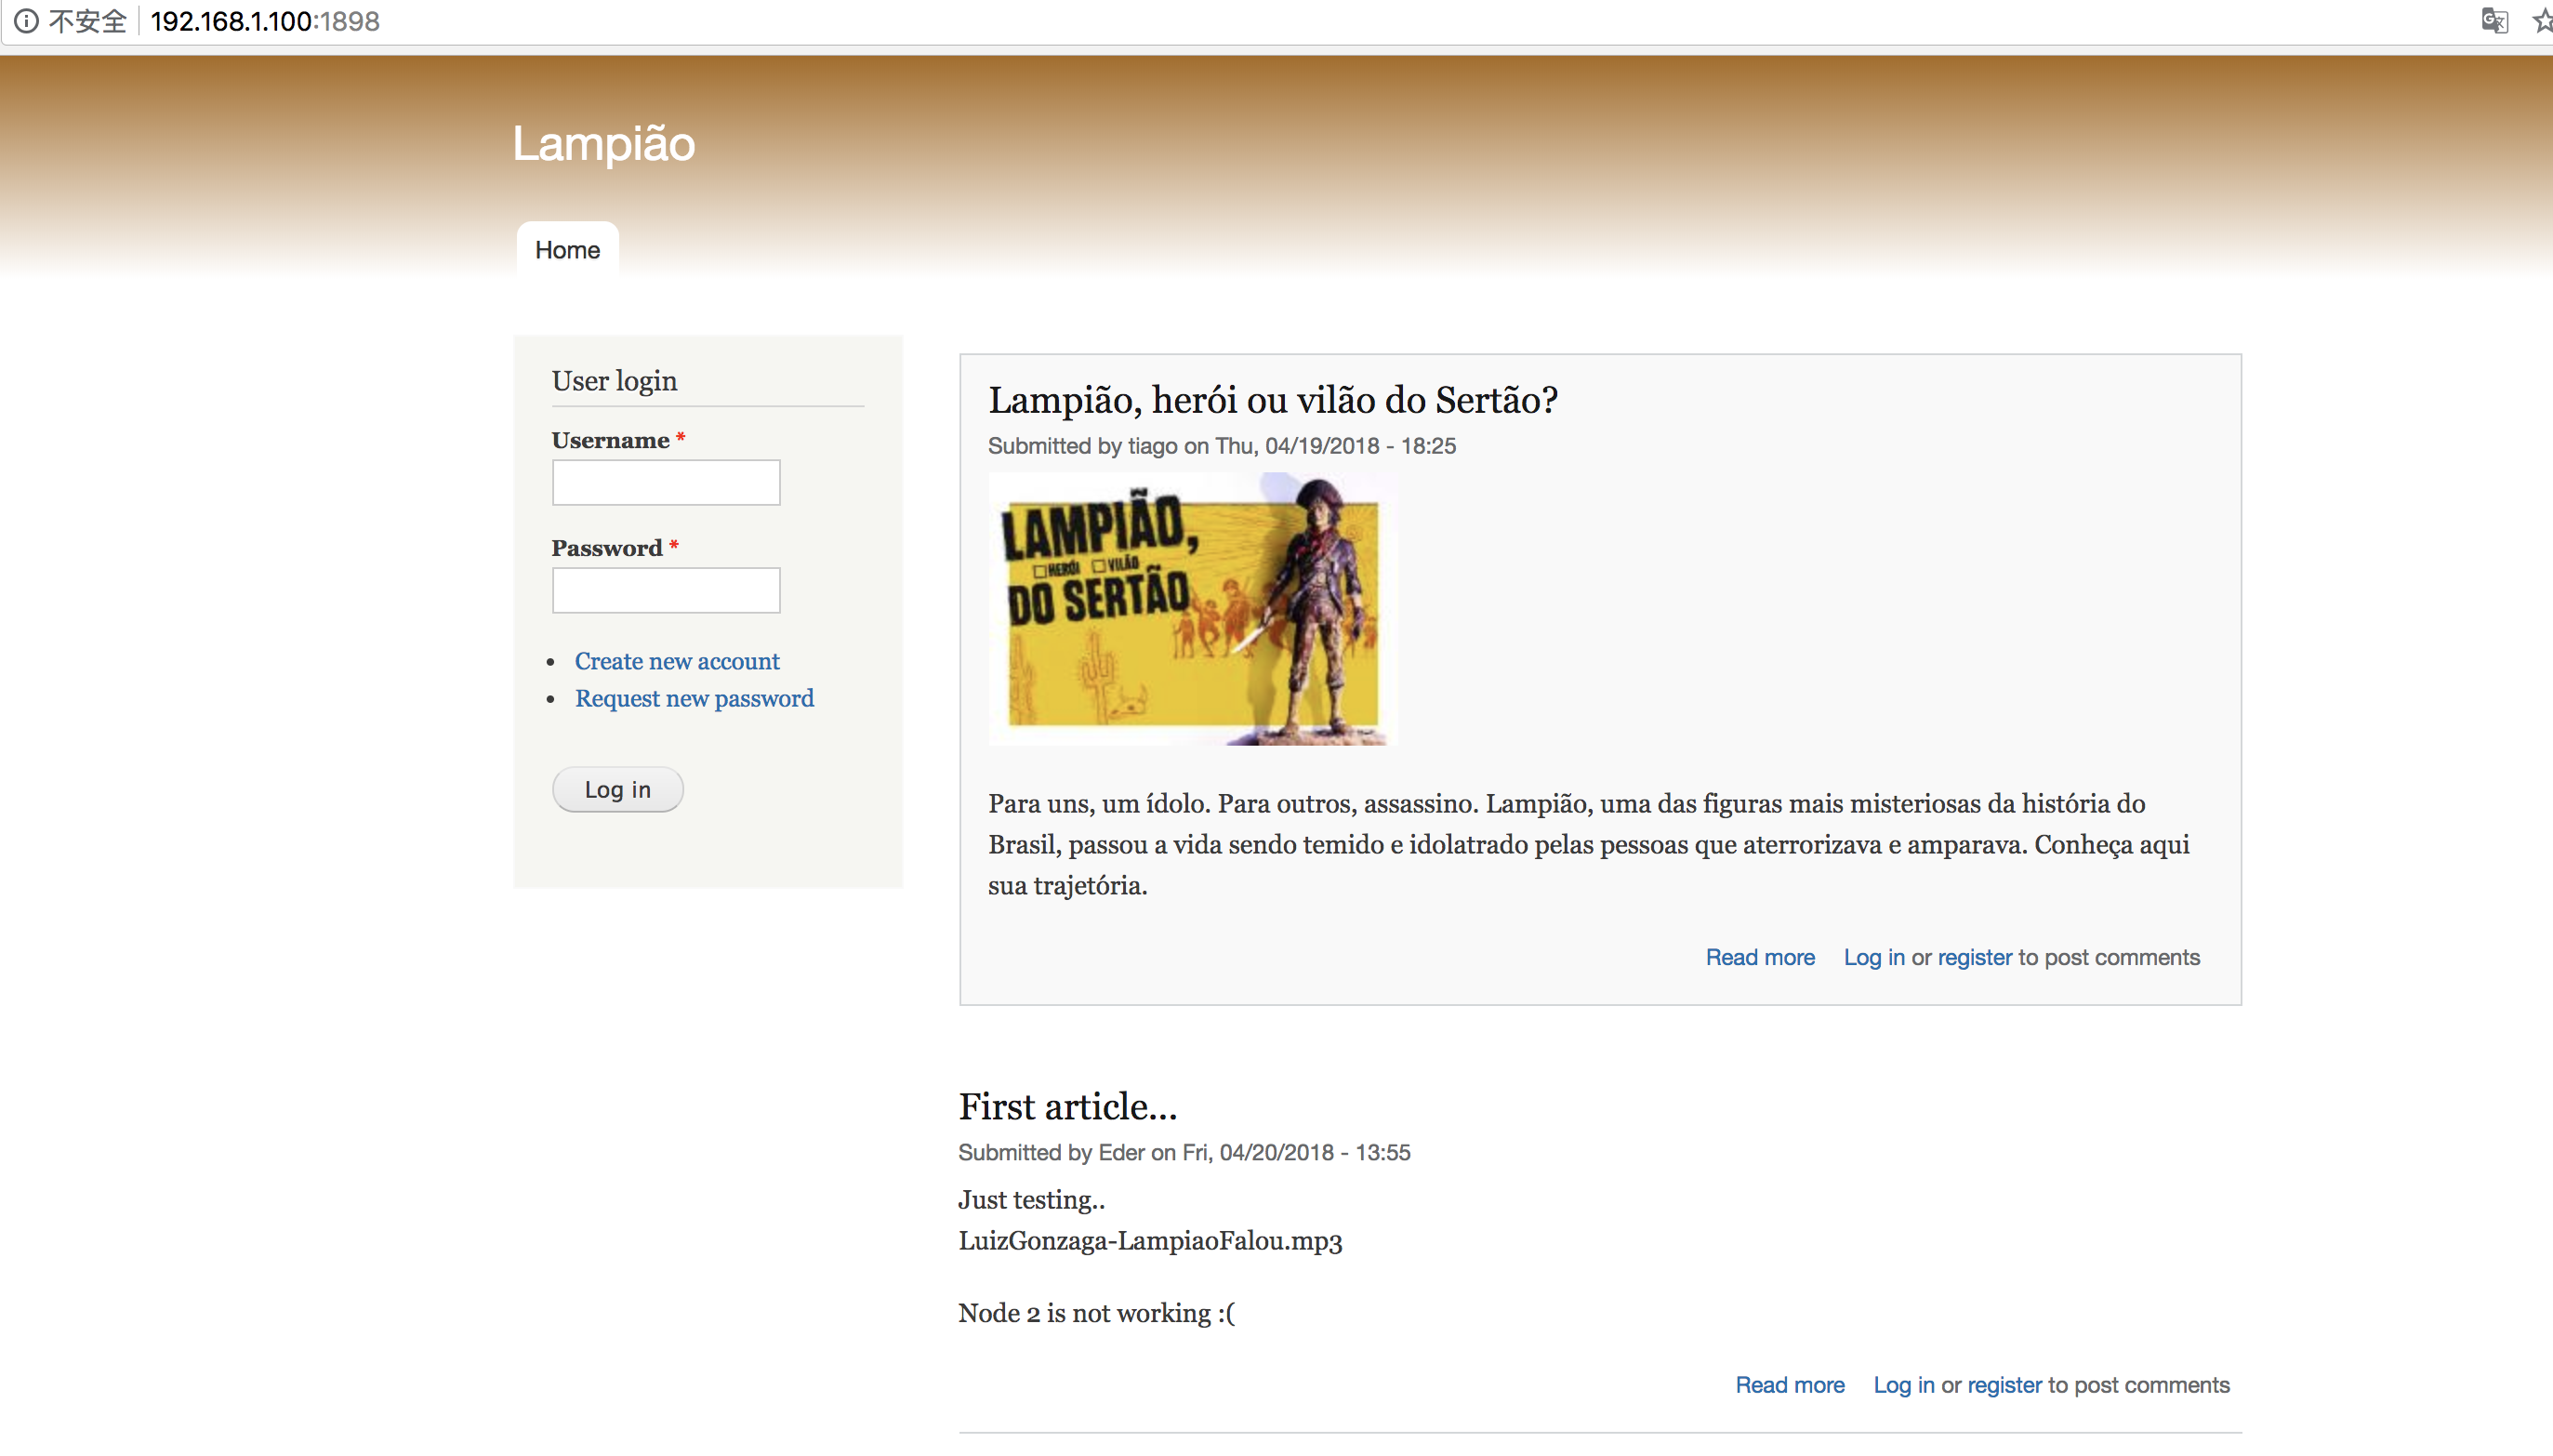 不安全 192.168.1.100:1898
Lampião
Home
User login
Username *
Password *
Create new account
Request new password
Log in
Lampião, herói ou vilão do Sertão?
Submitted by tiago on Thu, 04/19/2018 - 18:25
LAMPIÃO,
HERÓI VILÃO
DO SERTÃO
Para uns, um ídolo. Para outros, assassino. Lampião, uma das figuras mais misteriosas da história do
Brasil, passou a vida sendo temido e idolatrado pelas pessoas que aterrorizava e amparava. Conheça aqui
sua trajetória.
Read more Log in or register to post comments
First article...
Submitted by Eder on Fri, 04/20/2018 - 13:55
Just testing..
LuizGonzaga-LampiaoFalou.mp3
Node 2 is not working :(
Read more Log in or register to post comments